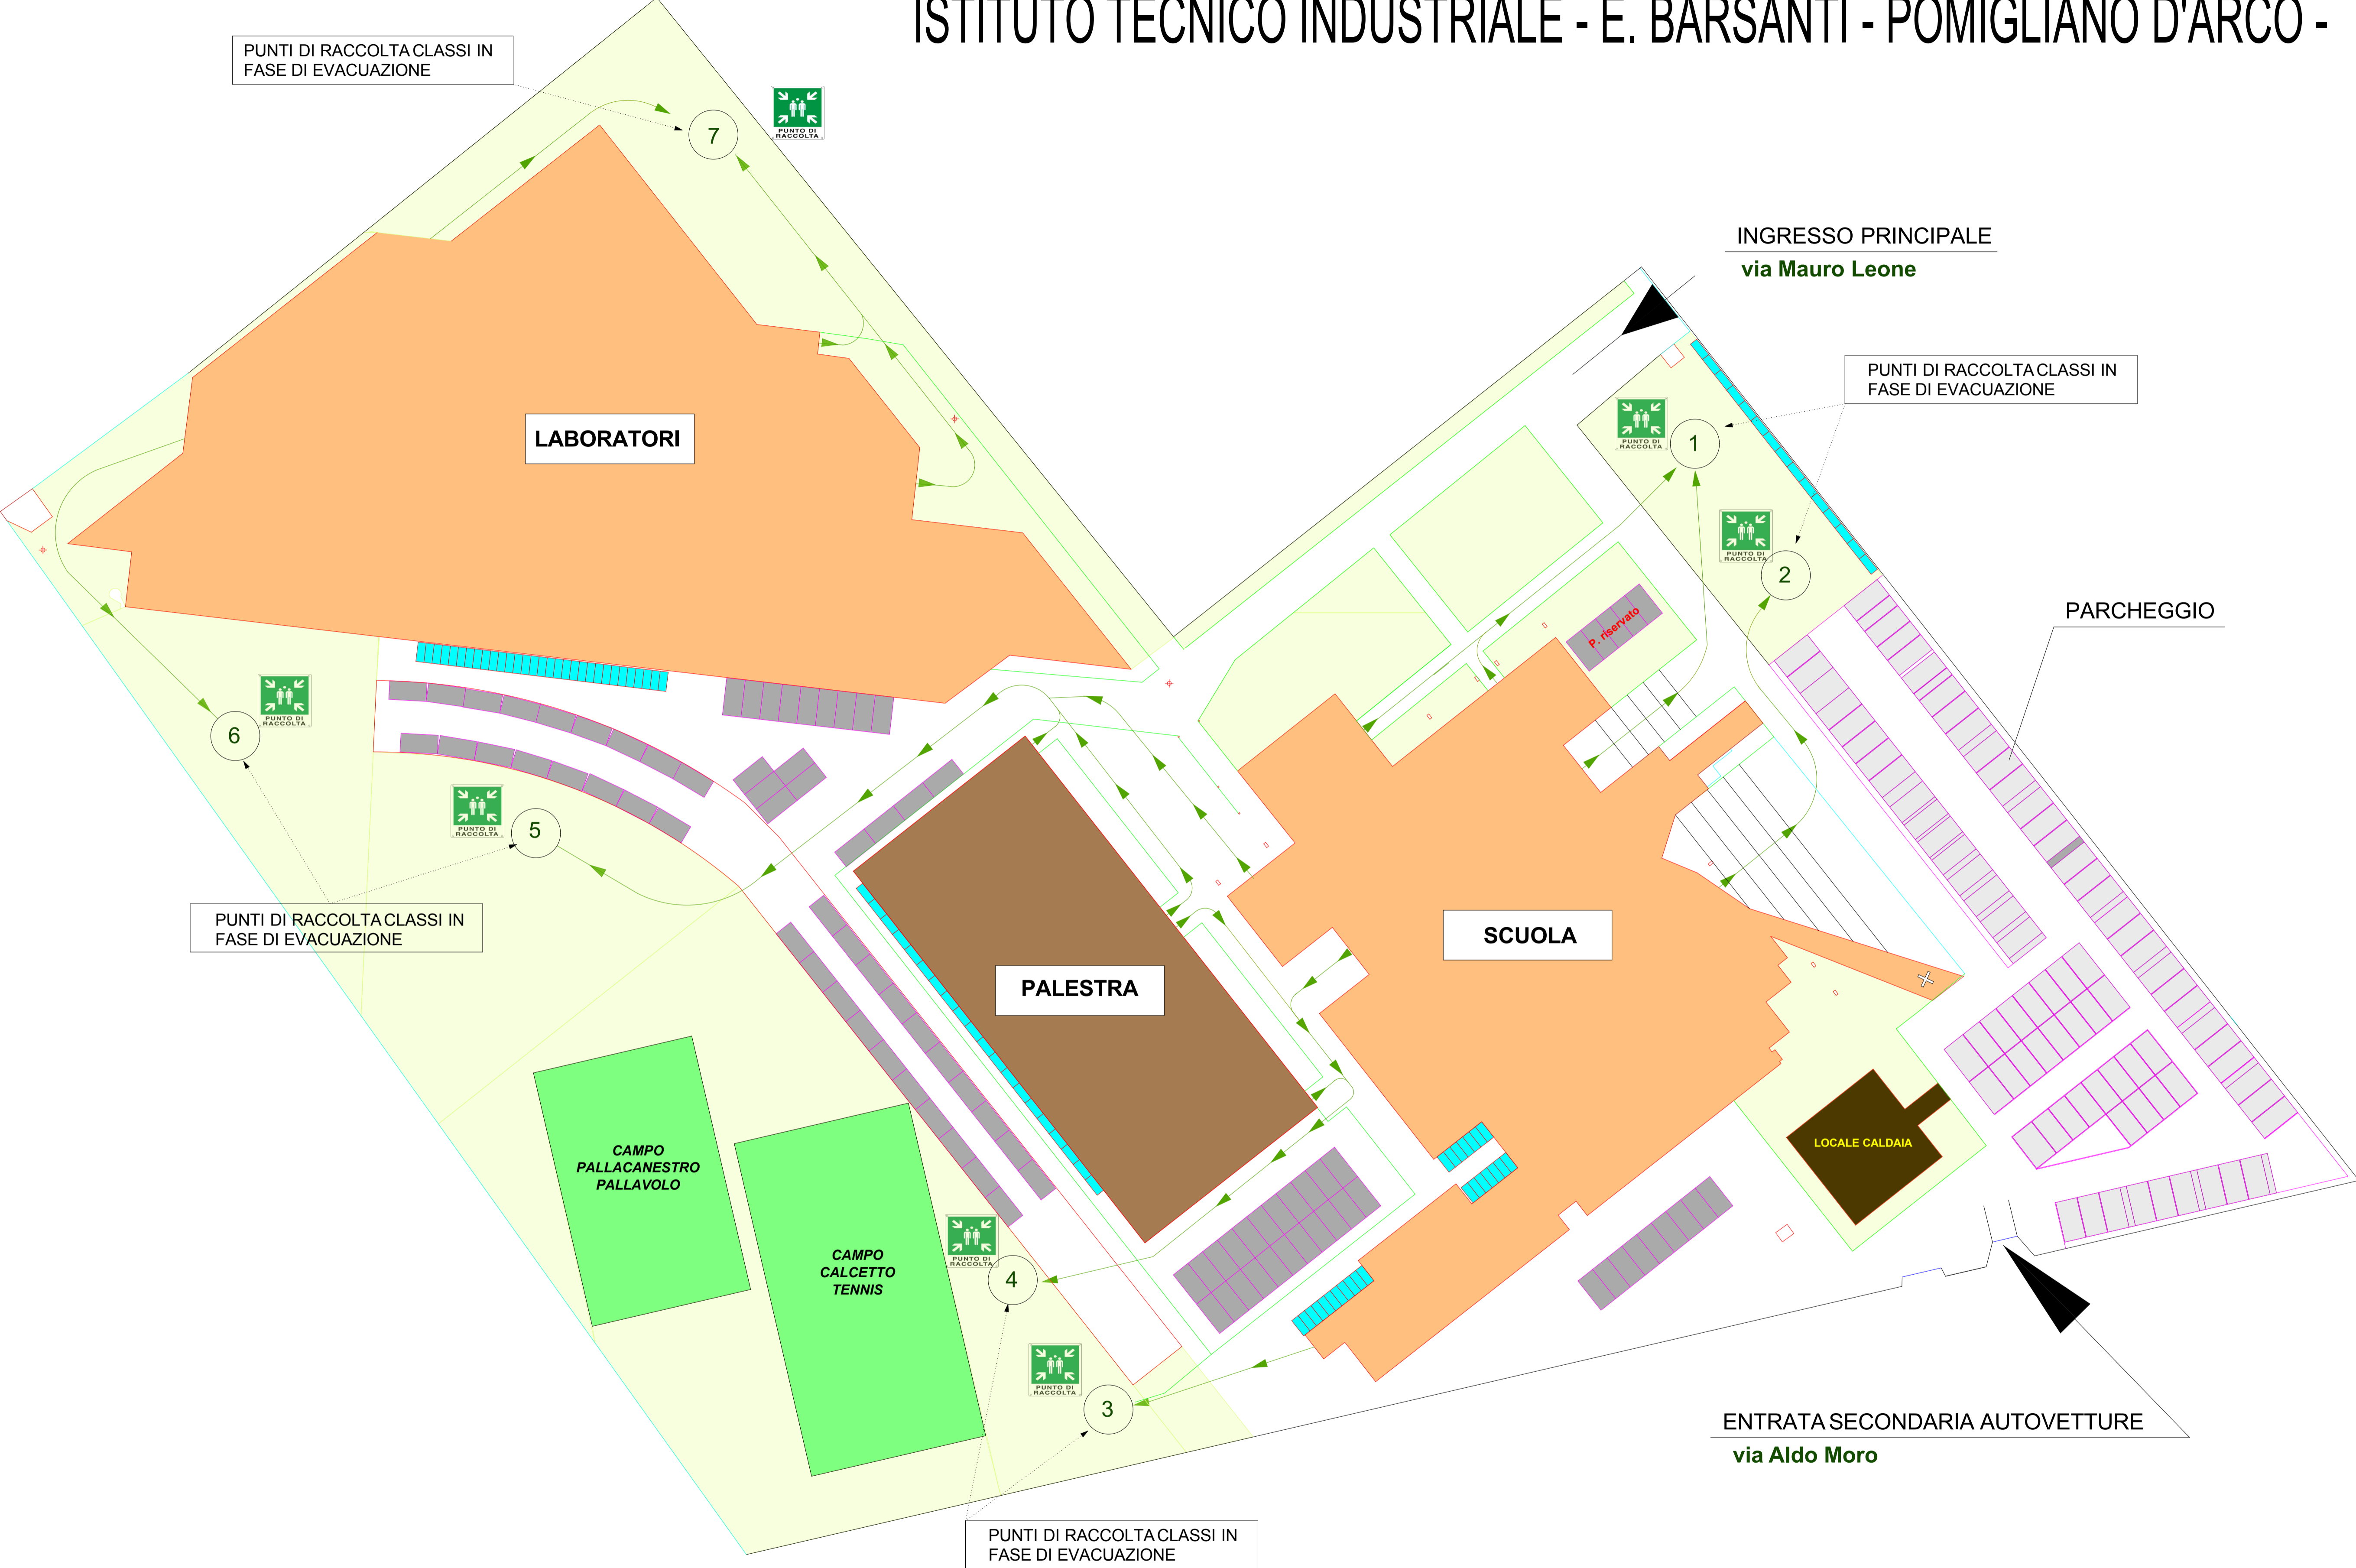 ISTITUTO TECNICO INDUSTRIALE - E. BARSANTI - POMIGLIANO D'ARCO -
PUNTI DI RACCOLTA CLASSI IN
FASE DI EVACUAZIONE
7
PUNTO DI
RACCOLTA
INGRESSO PRINCIPALE
via Mauro Leone
PUNTI DI RACCOLTA CLASSI IN
FASE DI EVACUAZIONE
LABORATORI
PUNTO DI
RACCOLTA
1
PUNTO DI
RACCOLTA
2
P. riservato
PARCHEGGIO
PUNTO DI
RACCOLTA
6
PUNTO DI
RACCOLTA
5
PUNTI DI RACCOLTA CLASSI IN
FASE DI EVACUAZIONE
SCUOLA
PALESTRA
LOCALE CALDAIA
CAMPO
PALLACANESTRO
PALLAVOLO
CAMPO
CALCETTO
TENNIS
PUNTO DI
RACCOLTA
4
PUNTO DI
RACCOLTA
3
ENTRATA SECONDARIA AUTOVETTURE
via Aldo Moro
PUNTI DI RACCOLTA CLASSI IN
FASE DI EVACUAZIONE